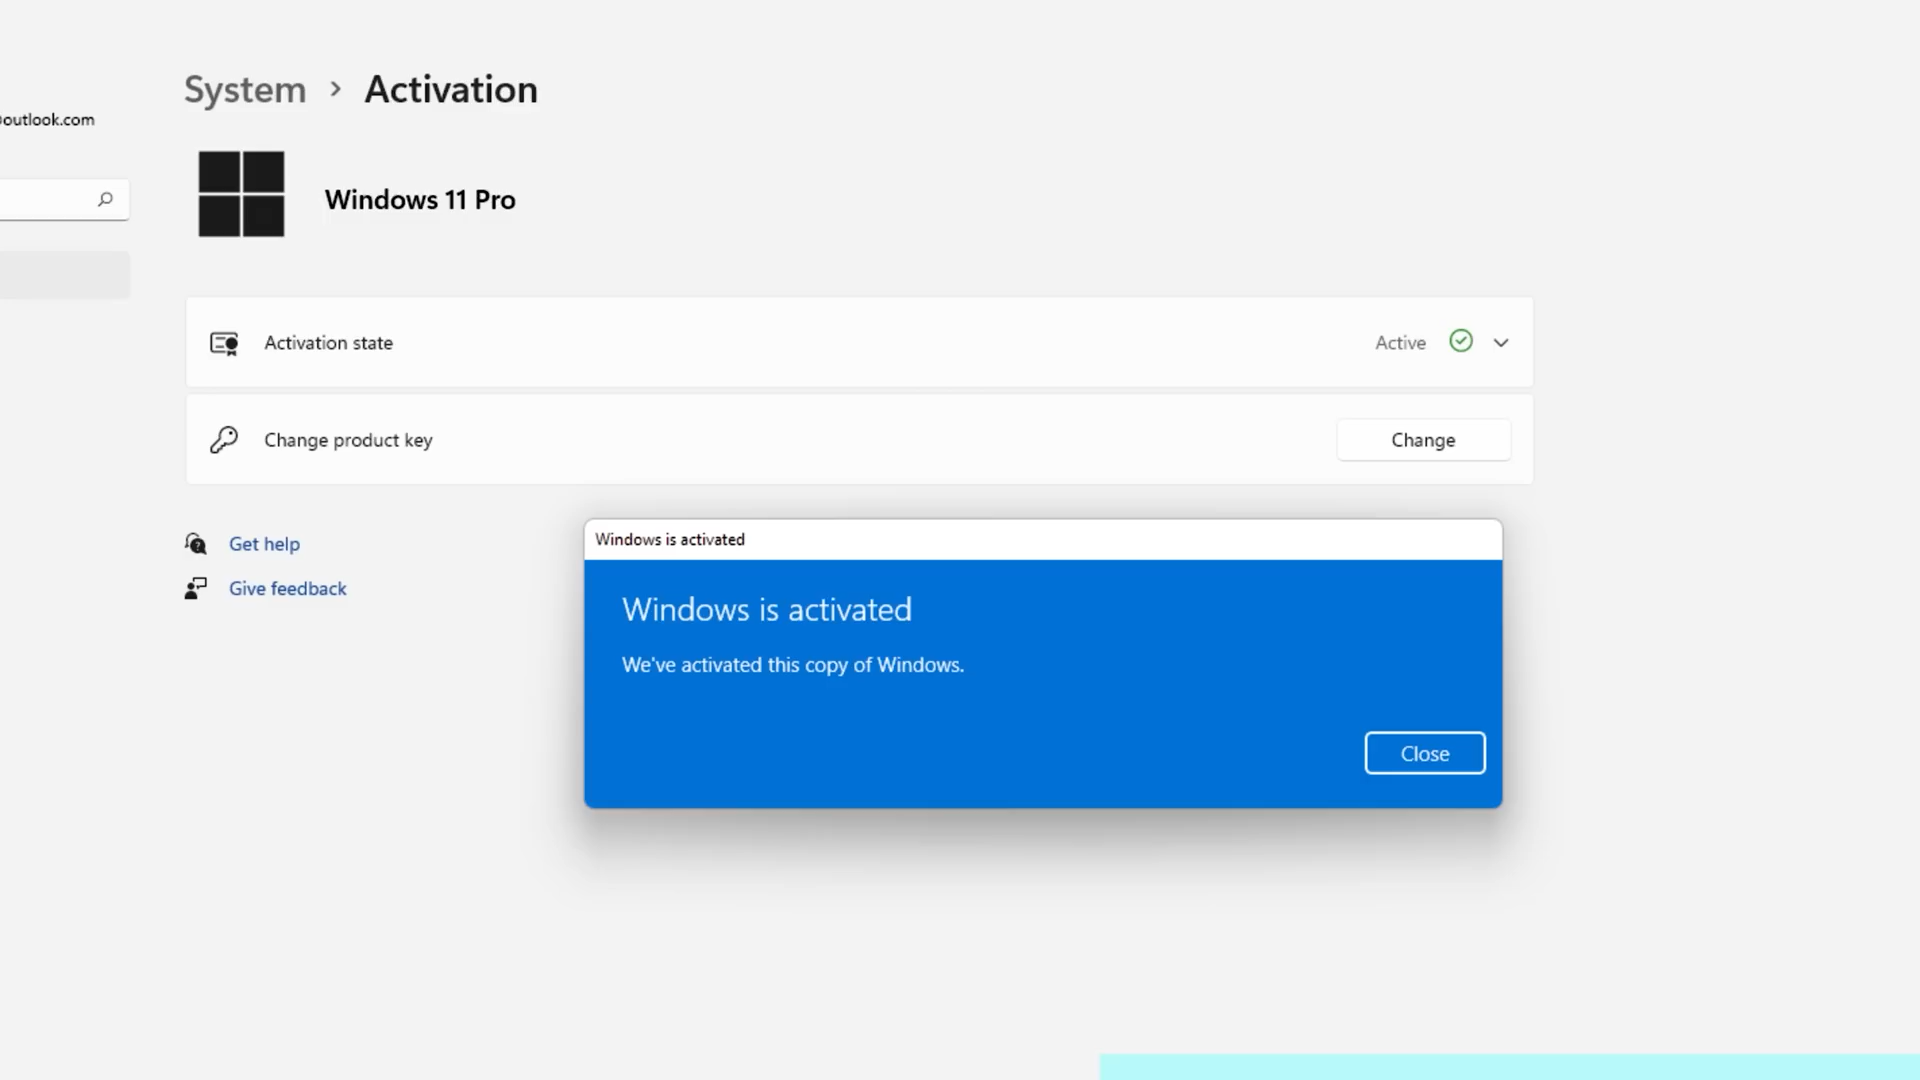 System > Activation
outlook.com
Windows 11 Pro
Activation state
Active
Change product key
Change
Get help
Give feedback
Windows is activated
Windows is activated
We've activated this copy of Windows.
Close